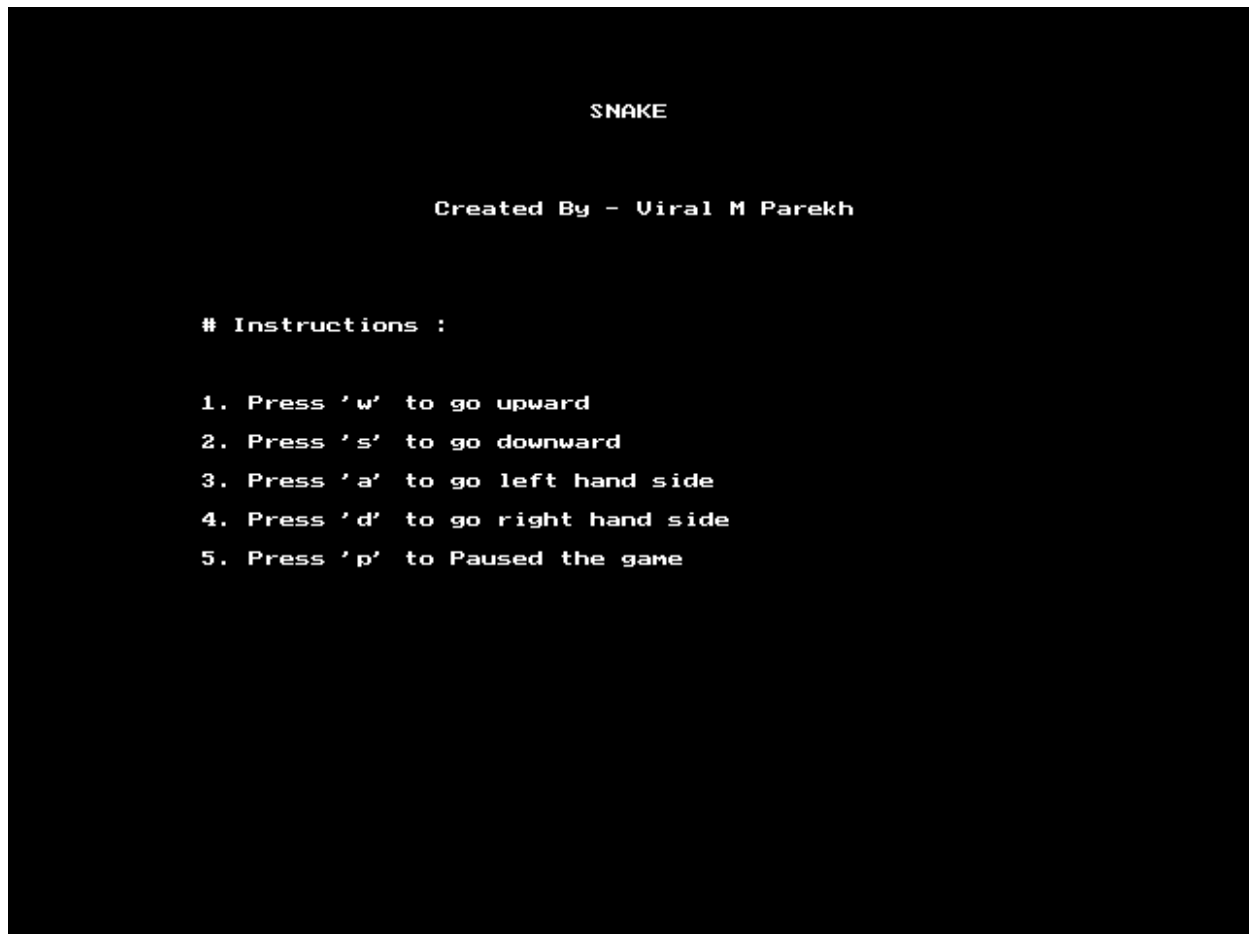 SNAKE
Created By - Viral M Parekh
# Instructions :
1. Press 'w' to go upward
2. Press 's' to go downward
3. Press 'a' to go left hand side
4. Press 'd' to go right hand side
5. Press 'p' to Paused the game